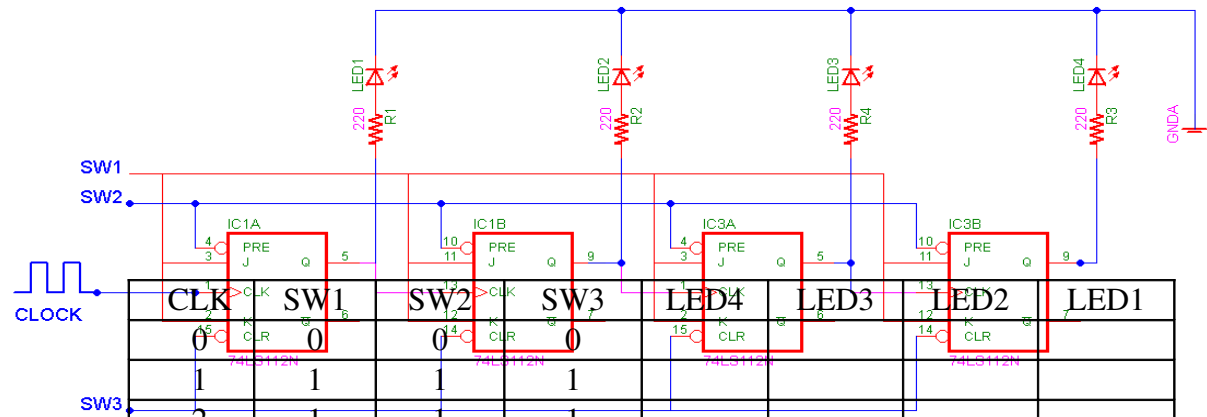 LED1 LED2 LED3 LED4
220 R1 220 R2 220 R4 220 R3 GNDA
SW1
SW2
IC1A IC1B IC3A IC3B
4 PRE 10 PRE 4 PRE 10 PRE
3 J Q 5 11 J Q 9 3 J Q 5 11 J Q 9
1 CLK 13 CLK 1 CLK 13 CLK
CLK SW1 SW2 SW3 LED4 LED3 LED2 LED1
CLOCK
2 K Q 6 12 K Q 7 2 K Q 6 12 K Q 7
15 CLR 14 CLR 15 CLR 14 CLR
0 0 0 0
74LS112N 74LS112N 74LS112N 74LS112N
1 1 1 1
SW3
2 1 1 1